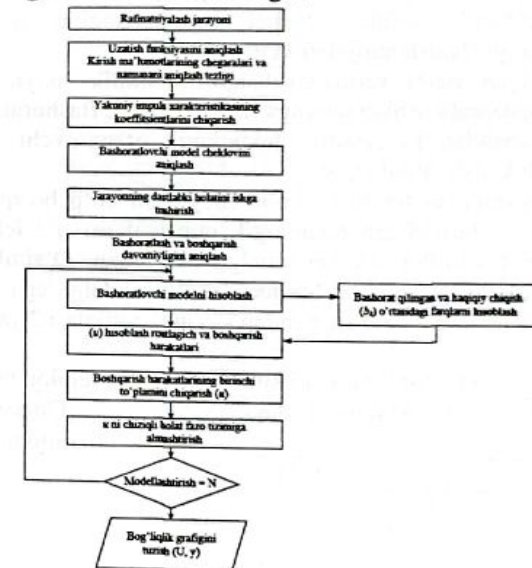 Rafinatsiyalash jarayoni
Uzatish funksiyasini aniqlash
Kirish ma'lumotlarining chegaralari va
namunani aniqlash tezligi
Yakuniy impuls xarakteristikasining
koeffitsientlarini chiqarish
Bashoratlovchi model cheklovini
aniqlash
Jarayonning dastlabki holatini ishga
tushirish
Bashoratlash va boshqarish
davomiyligini aniqlash
Bashoratlovchi modelni hisoblash
Bashorat qilingan va haqiqiy chiqish
(bₖ) o'rtasidagi farqlarni hisoblash
(u) hisoblash rostlagich va boshqarish
harakatlari
Boshqarish harakatlarining birinchi
to'plamini chiqarish (u)
u ni chiziqli holat fazo tizimiga
almashtirish
Modellashtirish = N
Bog'liqlik grafigini
tuzish (U, y)